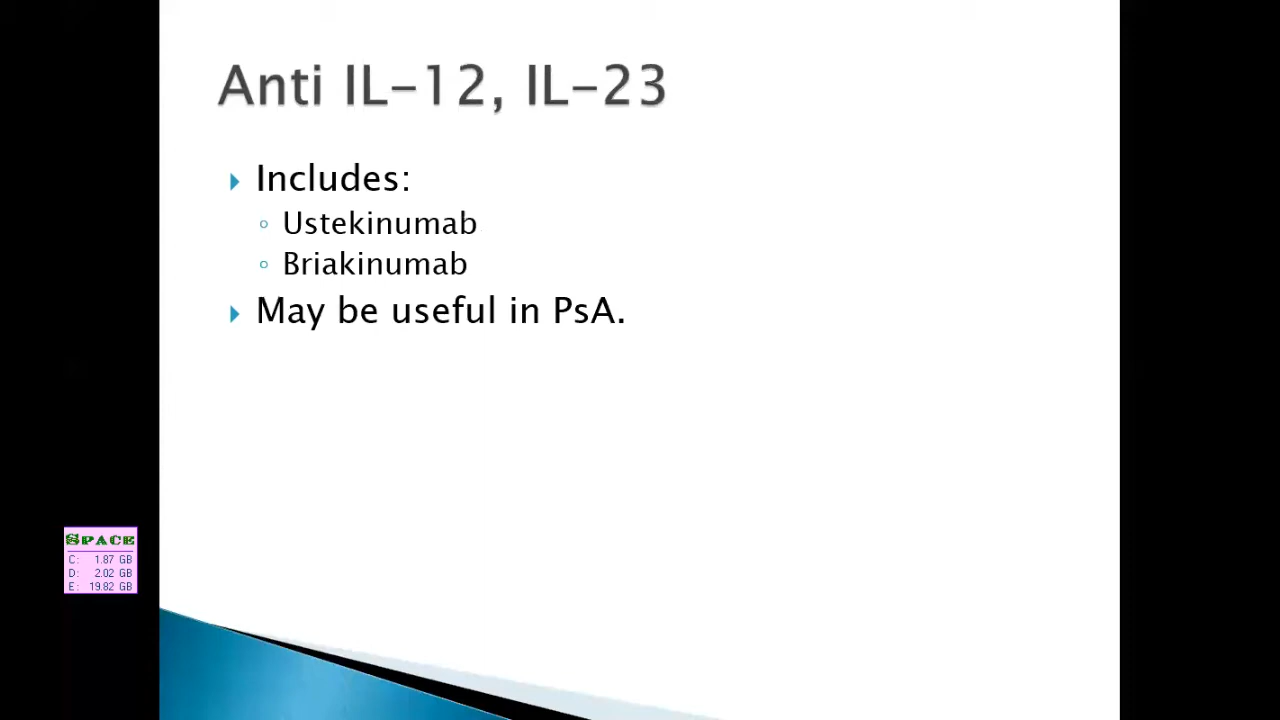 Anti IL-12, IL-23
Includes:
Ustekinumab
Briakinumab
May be useful in PsA.
SPACE
C: 1.87 GB
D: 2.02 GB
E: 19.82 GB